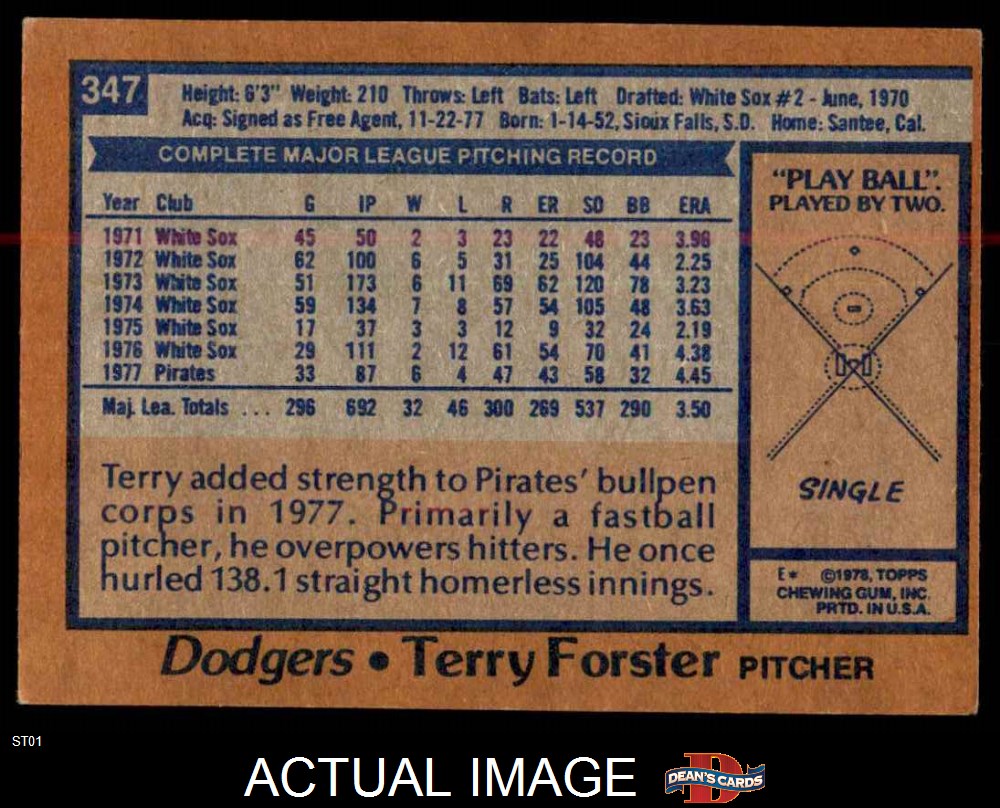 347
Height: 6'3" Weight: 210 Throws: Left Bats: Left Drafted: White Sox #2 - June, 1970
Acq: Signed as Free Agent, 11-22-77 Born: 1-14-52, Sioux Falls, S.D. Home: Santee, Cal.
COMPLETE MAJOR LEAGUE PITCHING RECORD
Year Club G IP W L R ER SO BB ERA
1971 White Sox 45 50 2 3 23 22 48 23 3.96
1972 White Sox 62 100 6 5 31 25 104 44 2.25
1973 White Sox 51 173 6 11 69 62 120 78 3.23
1974 White Sox 59 134 7 8 57 54 105 48 3.63
1975 White Sox 17 37 3 3 12 9 32 24 2.19
1976 White Sox 29 111 2 12 61 54 70 41 4.38
1977 Pirates 33 87 6 4 47 43 58 32 4.45
Maj. Lea. Totals ... 296 692 32 46 300 269 537 290 3.50
Terry added strength to Pirates' bullpen
corps in 1977. Primarily a fastball
pitcher, he overpowers hitters. He once
hurled 138.1 straight homerless innings.
"PLAY BALL".
PLAYED BY TWO.
SINGLE
E* ©1978, TOPPS
CHEWING GUM, INC.
PRTD. IN U.S.A.
Dodgers • Terry Forster PITCHER
ST01
ACTUAL IMAGE
DEAN'S CARDS